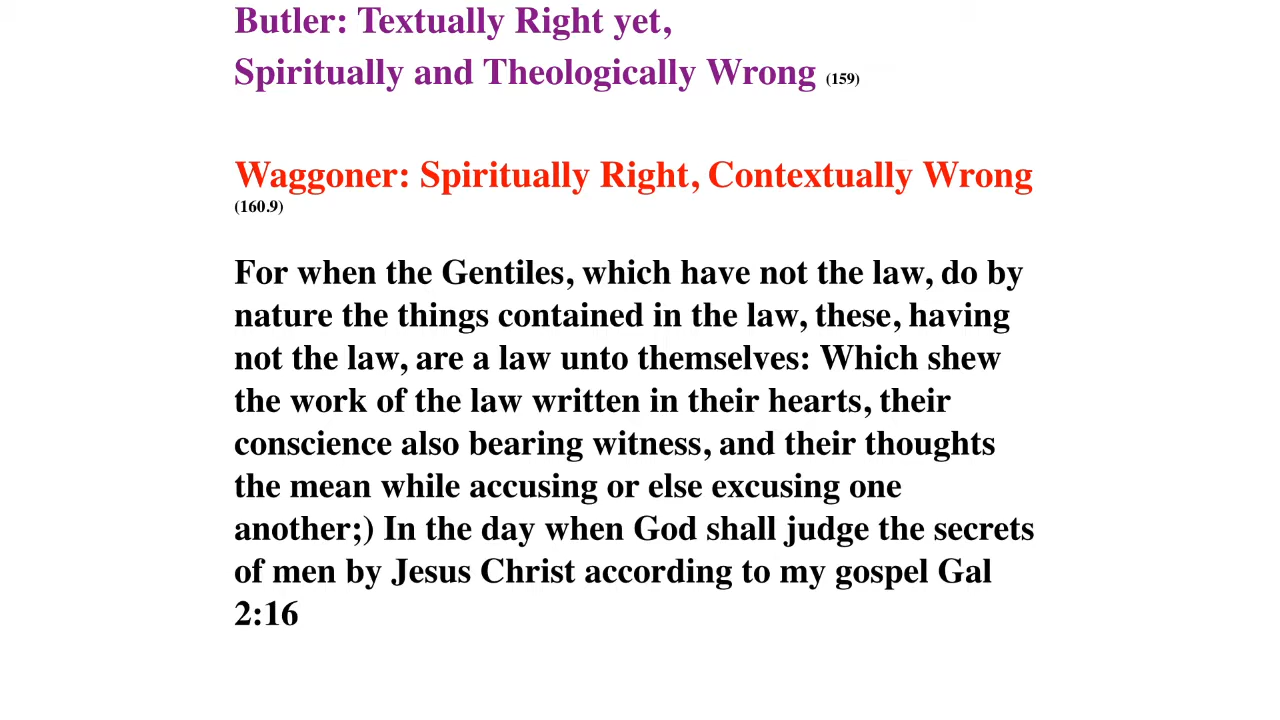 Butler: Textually Right yet,
Spiritually and Theologically Wrong (159)
Waggoner: Spiritually Right, Contextually Wrong
(160.9)
For when the Gentiles, which have not the law, do by
nature the things contained in the law, these, having
not the law, are a law unto themselves: Which shew
the work of the law written in their hearts, their
conscience also bearing witness, and their thoughts
the mean while accusing or else excusing one
another;) In the day when God shall judge the secrets
of men by Jesus Christ according to my gospel Gal
2:16